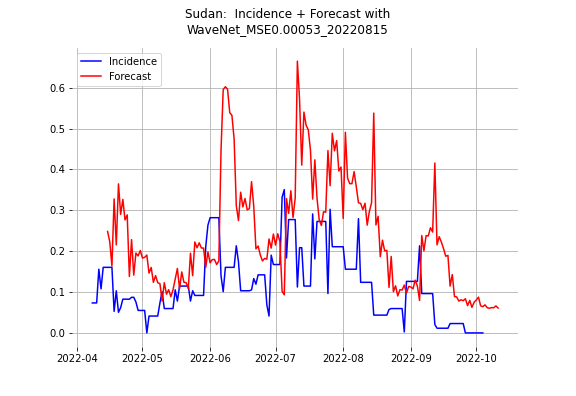 Sudan:  Incidence + Forecast with
WaveNet_MSE0.00053_20220815
Incidence
Forecast
0.6
0.5
0.4
0.3
0.2
0.1
0.0
2022-04 2022-05 2022-06 2022-07 2022-08 2022-09 2022-10